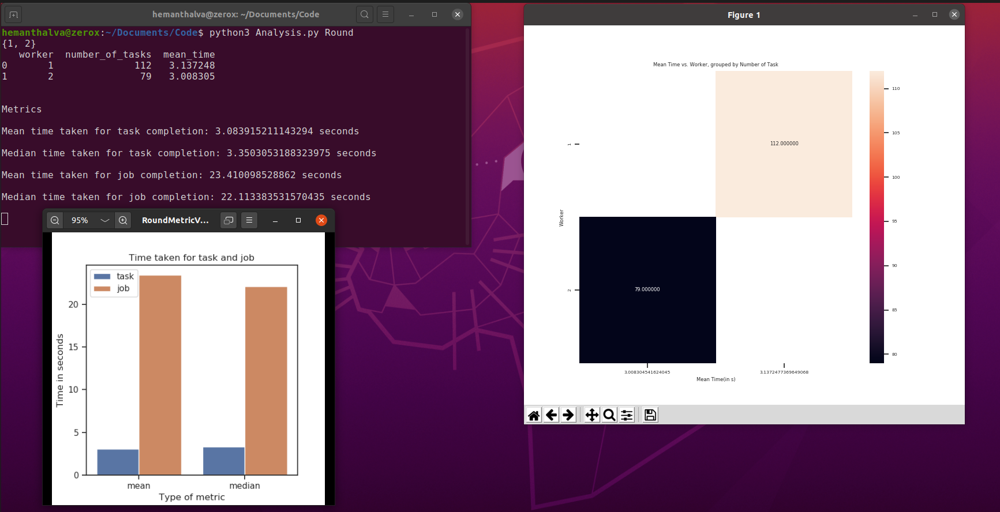 hemanthalva@zerox: ~/Documents/Code
hemanthalva@zerox:~/Documents/Code$ python3 Analysis.py Round
{1, 2}
   worker  number_of_tasks  mean_time
0       1              112   3.137248
1       2               79   3.008305
Metrics
Mean time taken for task completion: 3.083915211143294 seconds
Median time taken for task completion: 3.3503053188323975 seconds
Mean time taken for job completion: 23.410098528862 seconds
Median time taken for job completion: 22.113383531570435 seconds
95%
RoundMetricV...
Time taken for task and job
task
job
20
15
10
5
0
Time in seconds
mean median
Type of metric
Figure 1
Mean Time vs. Worker, grouped by Number of Task
112.000000
79.000000
1
2
Worker
3.008304541624045 3.1372477369649068
Mean Time(in s)
110
105
100
95
90
85
80